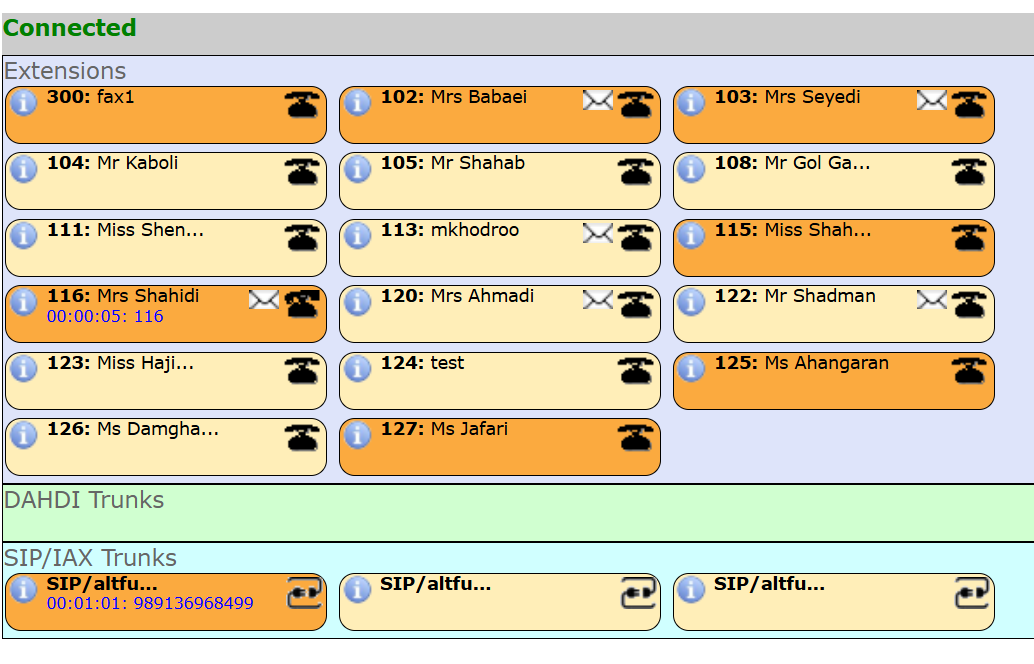 Connected
Extensions
300: fax1
102: Mrs Babaei
103: Mrs Seyedi
104: Mr Kaboli
105: Mr Shahab
108: Mr Gol Ga...
111: Miss Shen...
113: mkhodroo
115: Miss Shah...
116: Mrs Shahidi
00:00:05: 116
120: Mrs Ahmadi
122: Mr Shadman
123: Miss Haji...
124: test
125: Ms Ahangaran
126: Ms Damgha...
127: Ms Jafari
DAHDI Trunks
SIP/IAX Trunks
SIP/altfu...
00:01:01: 989136968499
SIP/altfu...
SIP/altfu...